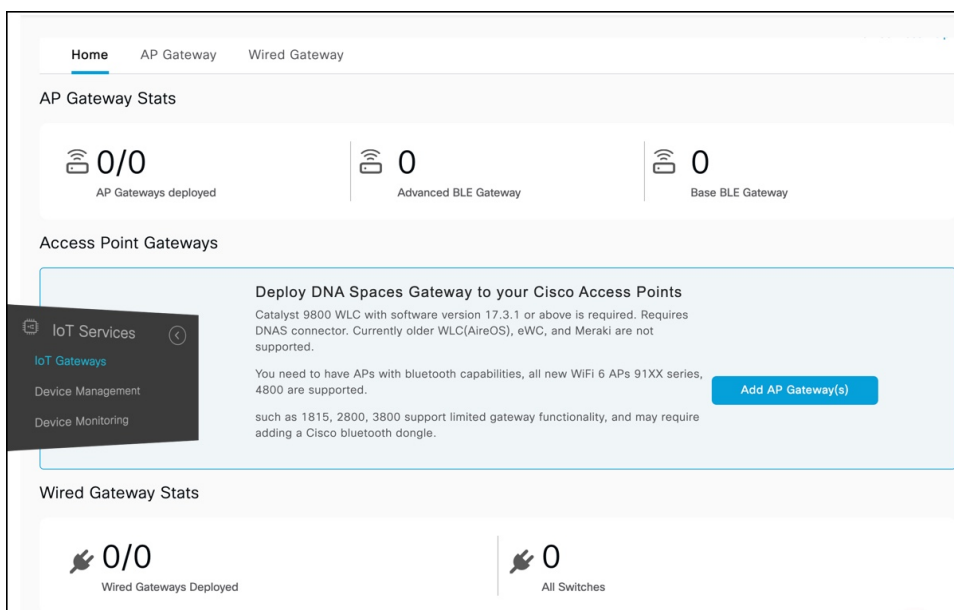 Home AP Gateway Wired Gateway
AP Gateway Stats
0/0 0 0
AP Gateways deployed Advanced BLE Gateway Base BLE Gateway
Access Point Gateways
Deploy DNA Spaces Gateway to your Cisco Access Points
Catalyst 9800 WLC with software version 17.3.1 or above is required. Requires
DNAS connector. Currently older WLC(AireOS), eWC, and Meraki are not
supported.
You need to have APs with bluetooth capabilities, all new WiFi 6 APs 91XX series,
4800 are supported.
such as 1815, 2800, 3800 support limited gateway functionality, and may require
adding a Cisco bluetooth dongle.
Add AP Gateway(s)
IoT Services
IoT Gateways
Device Management
Device Monitoring
Wired Gateway Stats
0/0 0
Wired Gateways Deployed All Switches